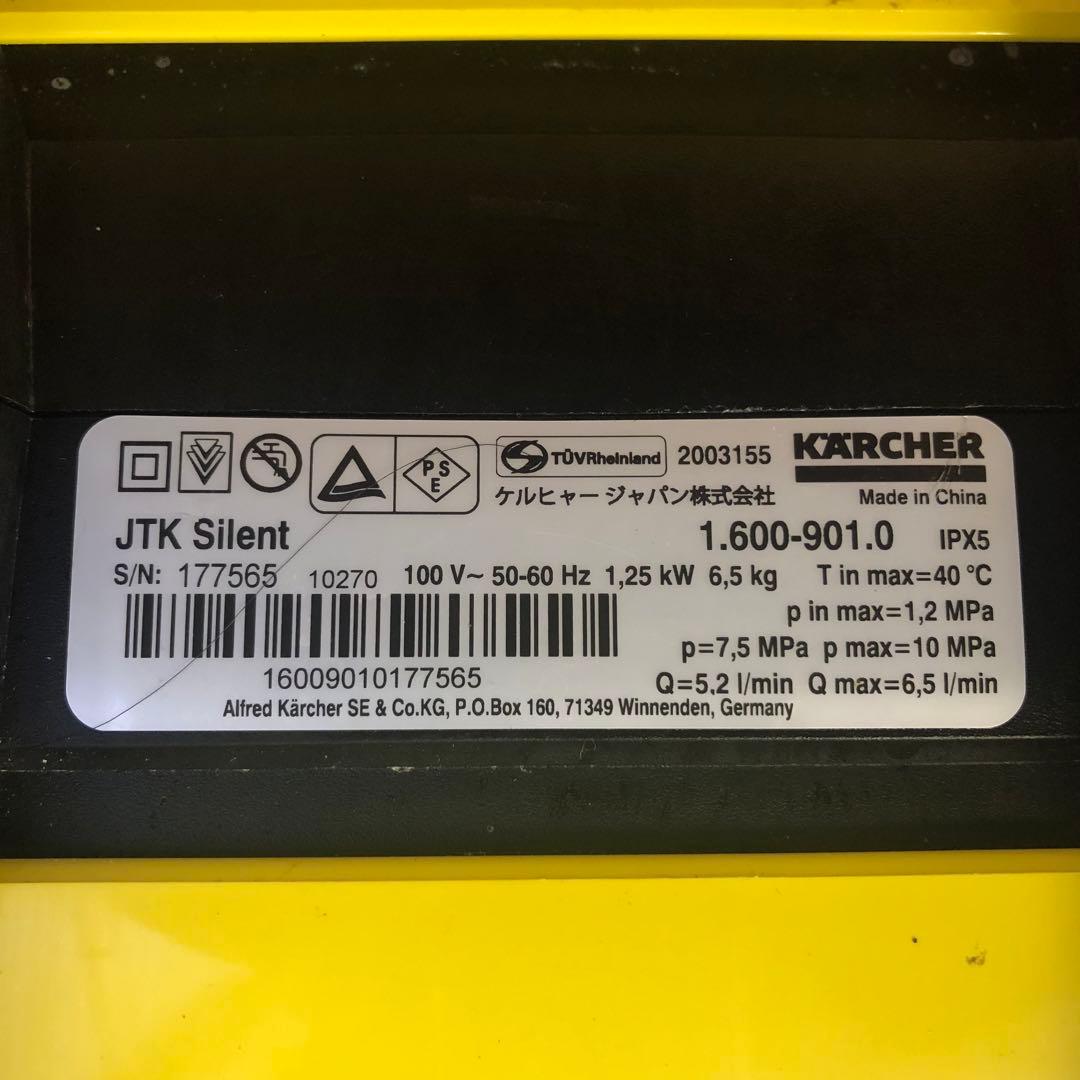 PSE TÜVRheinland 2003155 KÄRCHER
ケルヒャー ジャパン株式会社 Made in China
JTK Silent 1.600-901.0 IPX5
S/N: 177565 10270 100 V~ 50-60 Hz 1,25 kW 6,5 kg T in max=40 °C
p in max=1,2 MPa
p=7,5 MPa p max=10 MPa
16009010177565 Q=5,2 l/min Q max=6,5 l/min
Alfred Kärcher SE & Co.KG, P.O.Box 160, 71349 Winnenden, Germany